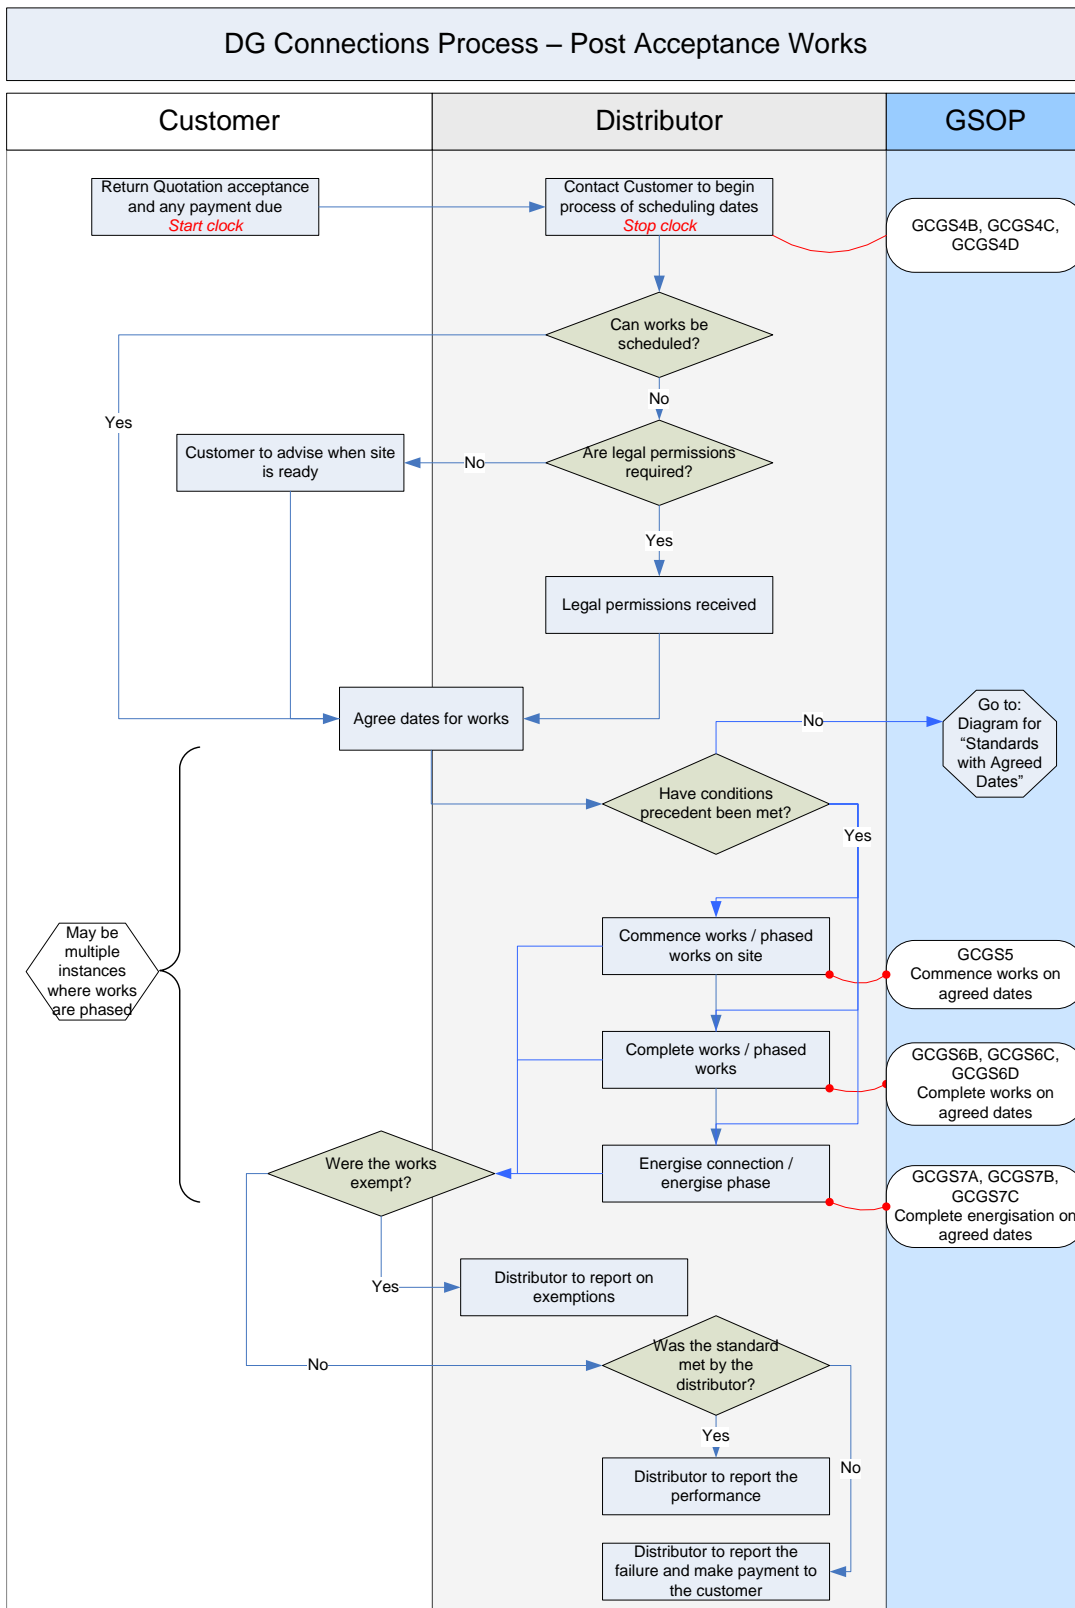 DG Connections Process – Post Acceptance Works
Customer
Distributor
GSOP
Return Quotation acceptance
and any payment due
Start clock
Contact Customer to begin
process of scheduling dates
Stop clock
GCGS4B, GCGS4C,
GCGS4D
Can works be
scheduled?
Yes
No
Customer to advise when site
is ready
No
Are legal permissions
required?
Yes
Legal permissions received
Agree dates for works
No
Go to:
Diagram for
“Standards
with Agreed
Dates”
Have conditions
precedent been met?
Yes
May be
multiple
instances
where works
are phased
Commence works / phased
works on site
GCGS5
Commence works on
agreed dates
Complete works / phased
works
GCGS6B, GCGS6C,
GCGS6D
Complete works on
agreed dates
Were the works
exempt?
Energise connection /
energise phase
GCGS7A, GCGS7B,
GCGS7C
Complete energisation on
agreed dates
Yes
Distributor to report on
exemptions
No
Was the standard
met by the
distributor?
Yes
No
Distributor to report the
performance
Distributor to report the
failure and make payment to
the customer